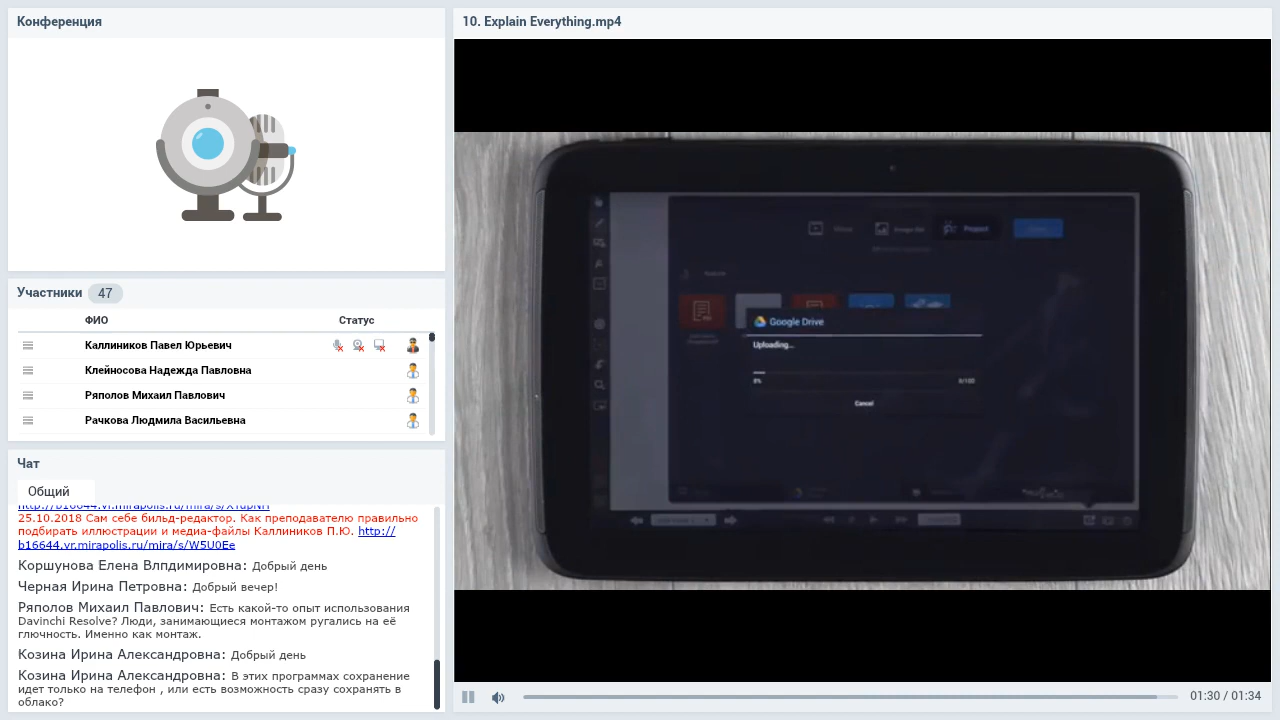 Конференция
10. Explain Everything.mp4
Project
Google Drive
Uploading...
Cancel
Участники 47
ФИО Статус
Каллиников Павел Юрьевич
Клейносова Надежда Павловна
Ряполов Михаил Павлович
Рачкова Людмила Васильевна
Чат
Общий
25.10.2018 Сам себе бильд-редактор. Как преподавателю правильно
подбирать иллюстрации и медиа-файлы Каллиников П.Ю. http://
b16644.vr.mirapolis.ru/mira/s/W5U0Ee
Коршунова Елена Влпдимировна: Добрый день
Черная Ирина Петровна: Добрый вечер!
Ряполов Михаил Павлович: Есть какой-то опыт использования
Davinchi Resolve? Люди, занимающиеся монтажом ругались на её
глючность. Именно как монтаж.
Козина Ирина Александровна: Добрый день
Козина Ирина Александровна: В этих программах сохранение
идет только на телефон , или есть возможность сразу сохранять в
облако?
01:30 / 01:34